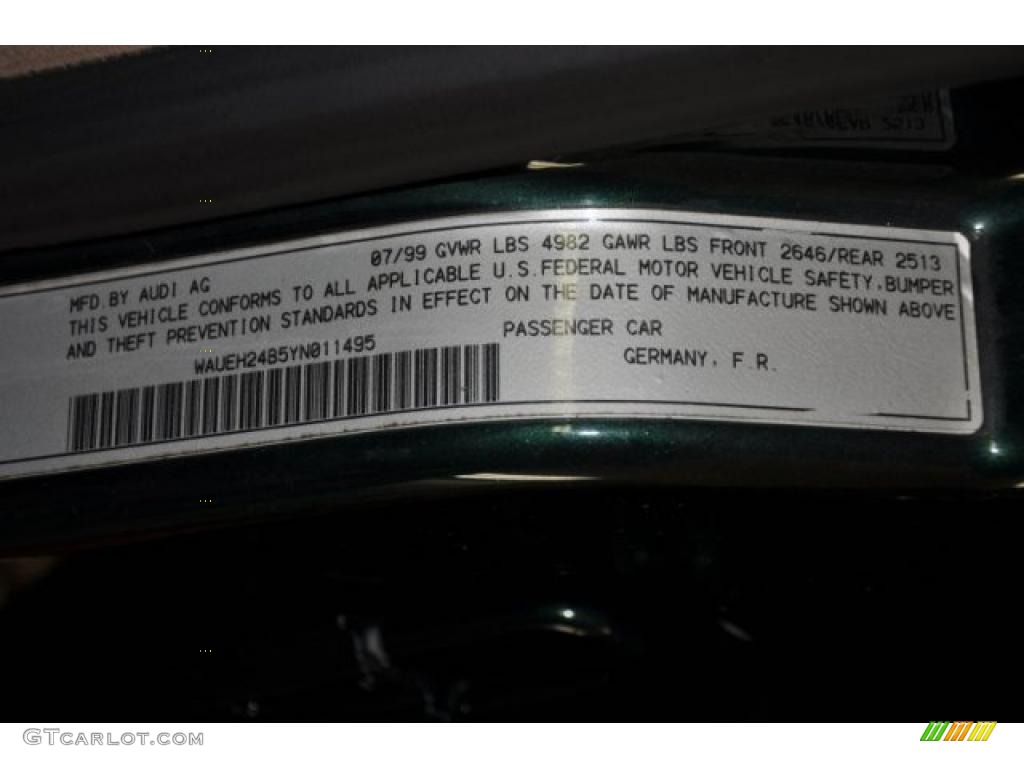 MFD.BY AUDI AG 07/99 GVWR LBS 4982 GAWR LBS FRONT 2646/REAR 2513
THIS VEHICLE CONFORMS TO ALL APPLICABLE U.S.FEDERAL MOTOR VEHICLE SAFETY,BUMPER
AND THEFT PREVENTION STANDARDS IN EFFECT ON THE DATE OF MANUFACTURE SHOWN ABOVE
WAUEH24B5YN011495 PASSENGER CAR
GERMANY, F.R.
GTCARLOT.COM